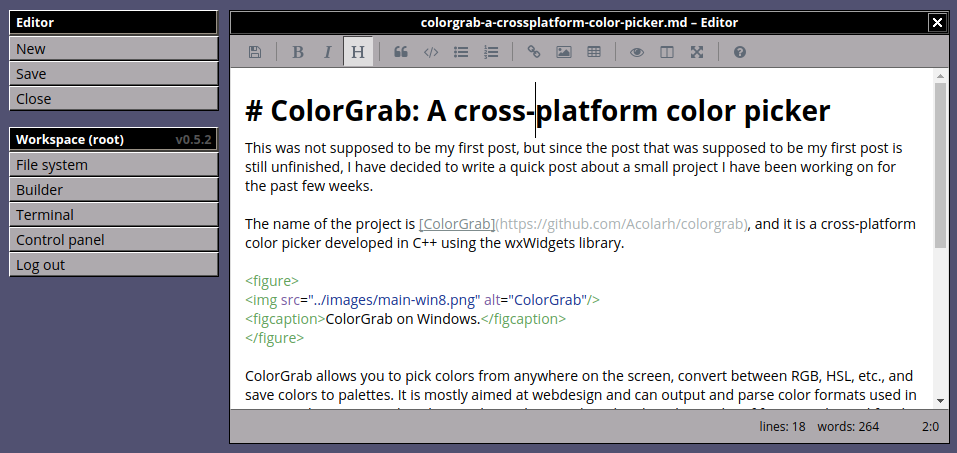 Editor
New
Save
Close
Workspace (root) v0.5.2
File system
Builder
Terminal
Control panel
Log out
colorgrab-a-crossplatform-color-picker.md – Editor
B I H
# ColorGrab: A cross-platform color picker
This was not supposed to be my first post, but since the post that was supposed to be my first post is
still unfinished, I have decided to write a quick post about a small project I have been working on for
the past few weeks.
The name of the project is [ColorGrab](https://github.com/Acolarh/colorgrab), and it is a cross-platform
color picker developed in C++ using the wxWidgets library.
<figure>
<img src="../images/main-win8.png" alt="ColorGrab"/>
<figcaption>ColorGrab on Windows.</figcaption>
</figure>
ColorGrab allows you to pick colors from anywhere on the screen, convert between RGB, HSL, etc., and
save colors to palettes. It is mostly aimed at webdesign and can output and parse color formats used in
lines: 18 words: 264 2:0